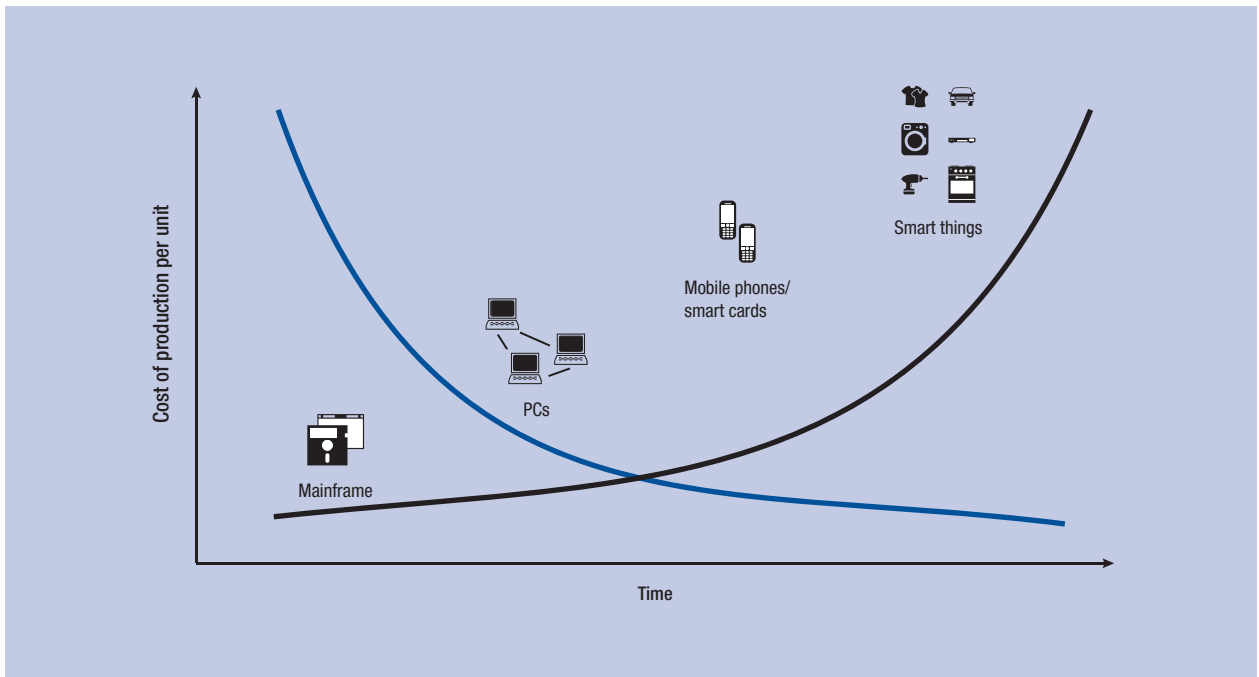 Cost of production per unit
Mainframe
PCs
Mobile phones/
smart cards
Smart things
Time